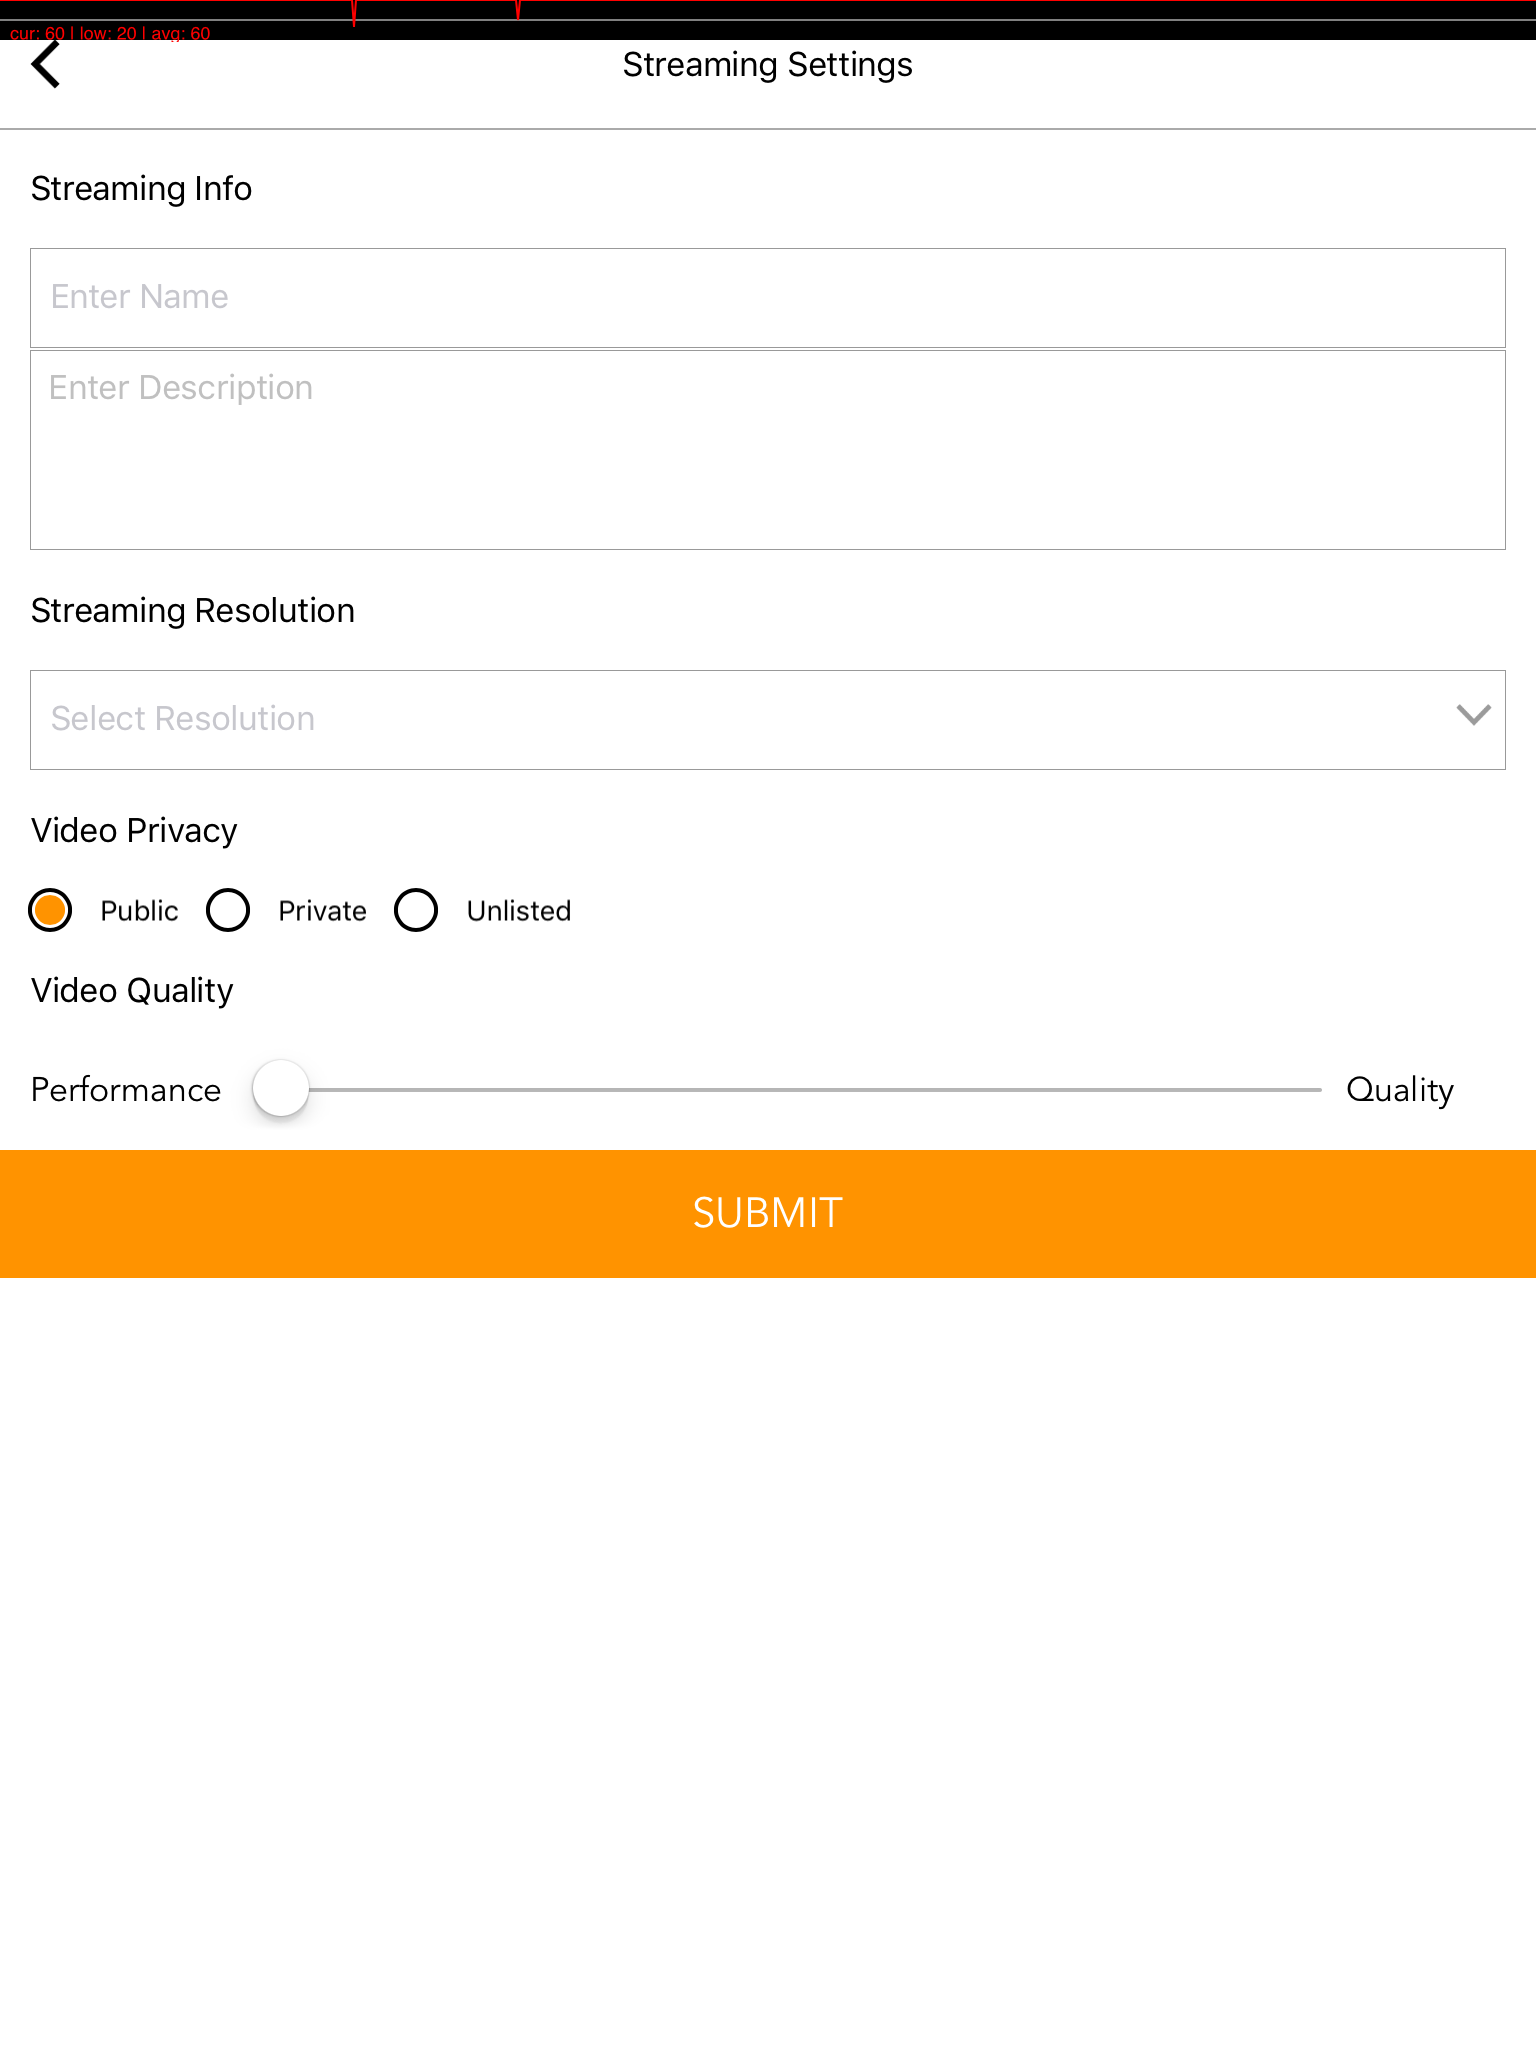 cur: 60 | low: 20 | avg: 60
Streaming Settings
Streaming Info
Enter Name
Enter Description
Streaming Resolution
Select Resolution
Video Privacy
Public Private Unlisted
Video Quality
Performance Quality
SUBMIT